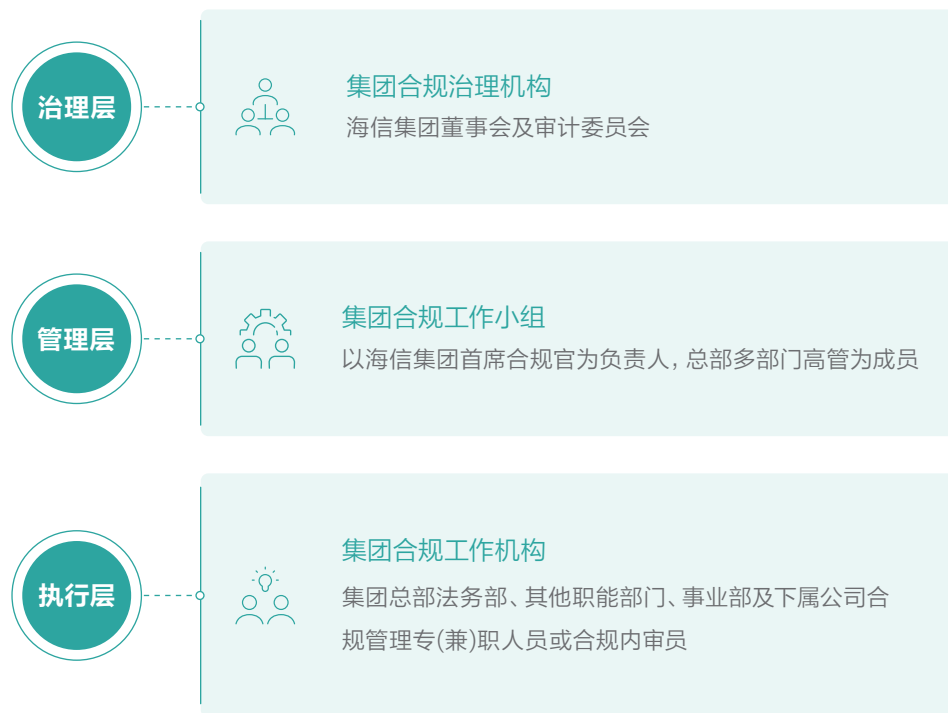 治理层
集团合规治理机构
海信集团董事会及审计委员会
管理层
集团合规工作小组
以海信集团首席合规官为负责人，总部多部门高管为成员
执行层
集团合规工作机构
集团总部法务部、其他职能部门、事业部及下属公司合
规管理专(兼)职人员或合规内审员